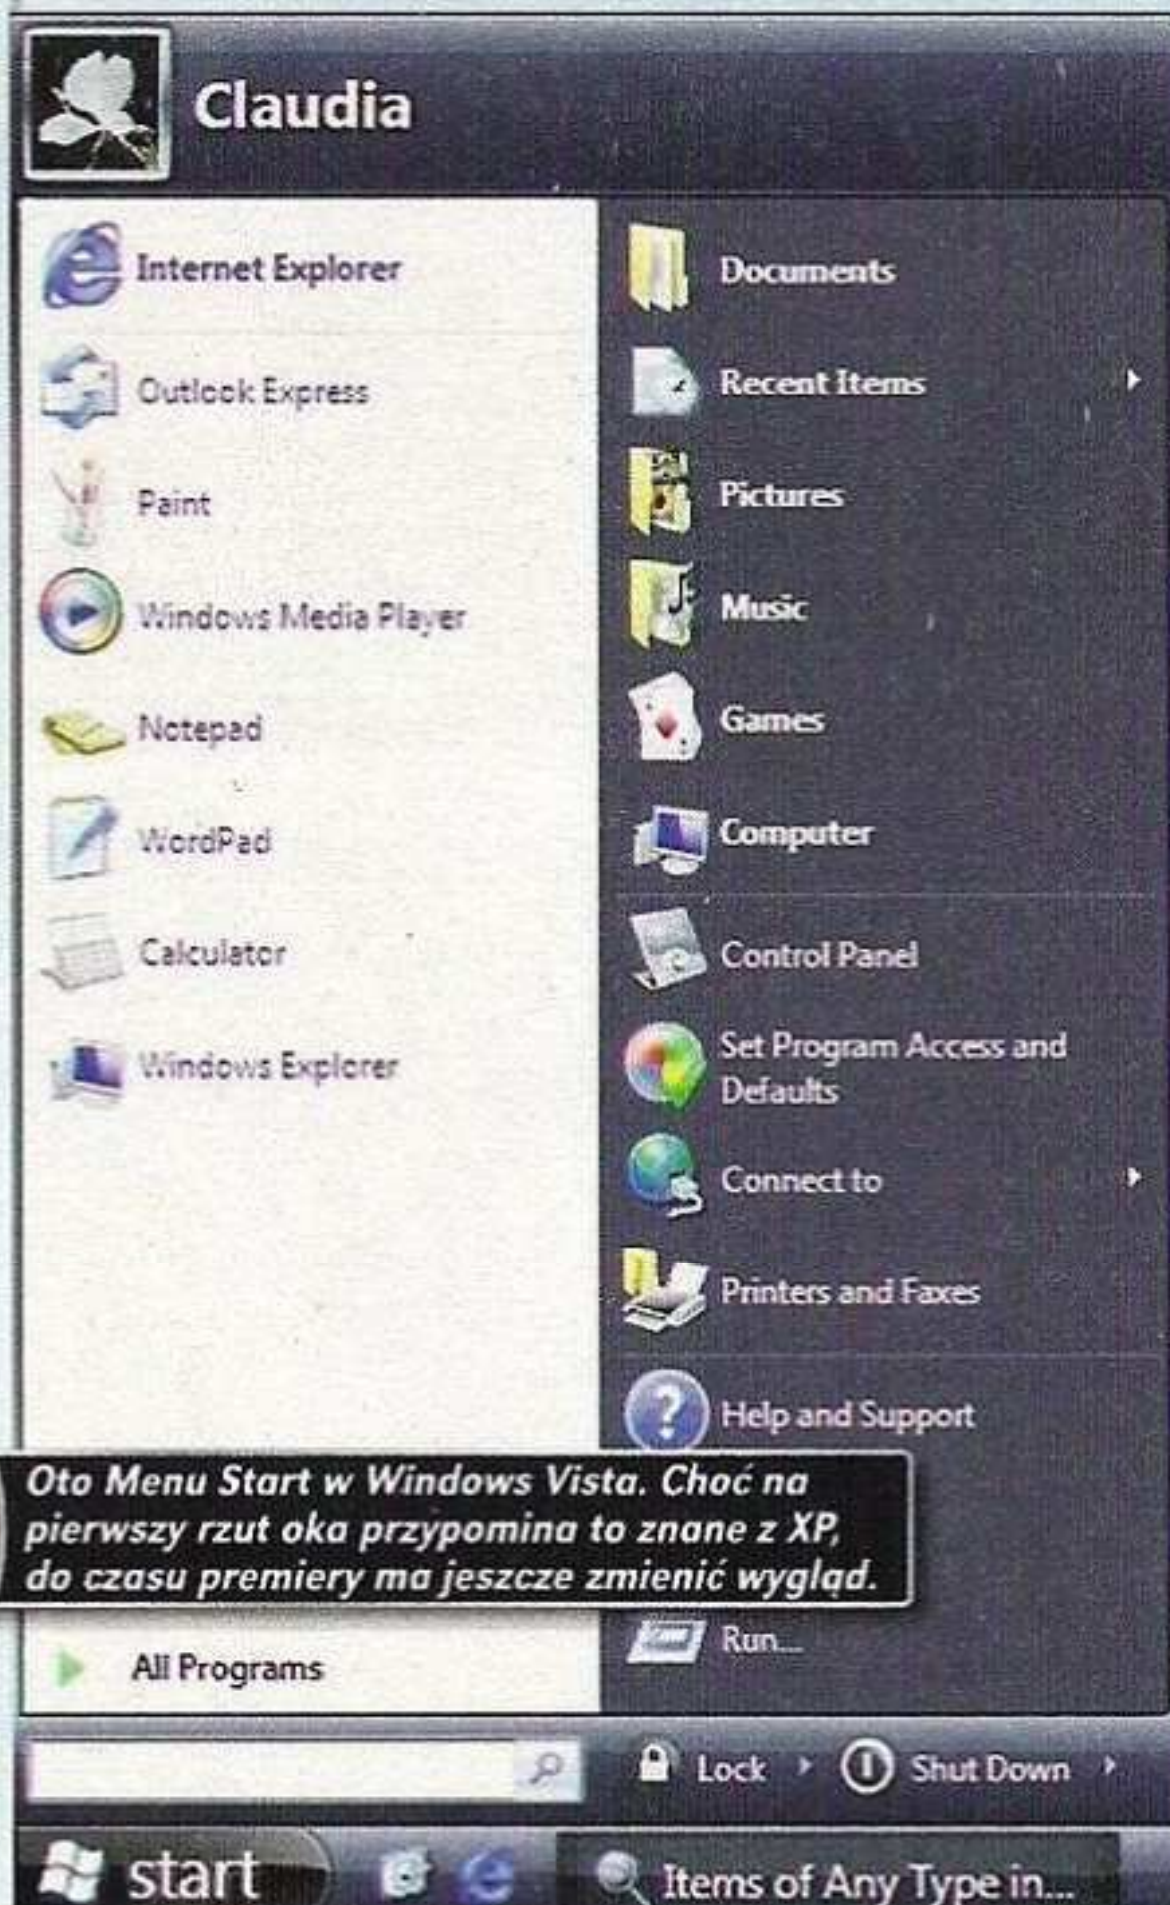 Claudia
Internet Explorer
Outlook Express
Paint
Windows Media Player
Notepad
WordPad
Calculator
Windows Explorer
Documents
Recent Items
Pictures
Music
Games
Computer
Control Panel
Set Program Access and
Defaults
Connect to
Printers and Faxes
Help and Support
Oto Menu Start w Windows Vista. Choć na
pierwszy rzut oka przypomina to znane z XP,
do czasu premiery ma jeszcze zmienić wygląd.
Run...
All Programs
Lock
Shut Down
start
Items of Any Type in...